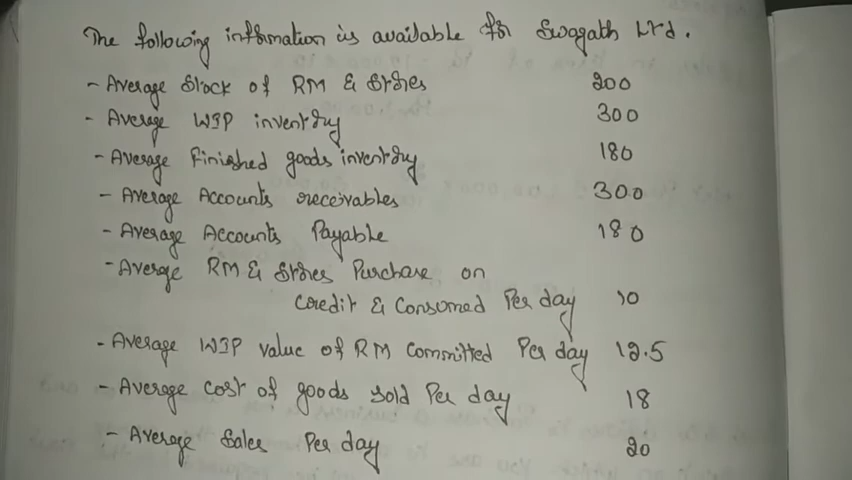 The following information is available for Swagath Ltd.
- Average Stock of RM & Stores 200
- Average WIP inventory 300
- Average Finished goods inventory 180
- Average Accounts receivables 300
- Average Accounts Payable 180
- Average RM & Stores Purchase on
Credit & Consumed Per day 10
- Average WIP value of RM Committed Per day 12.5
- Average Cost of goods sold Per day 18
- Average Sales Per day 20